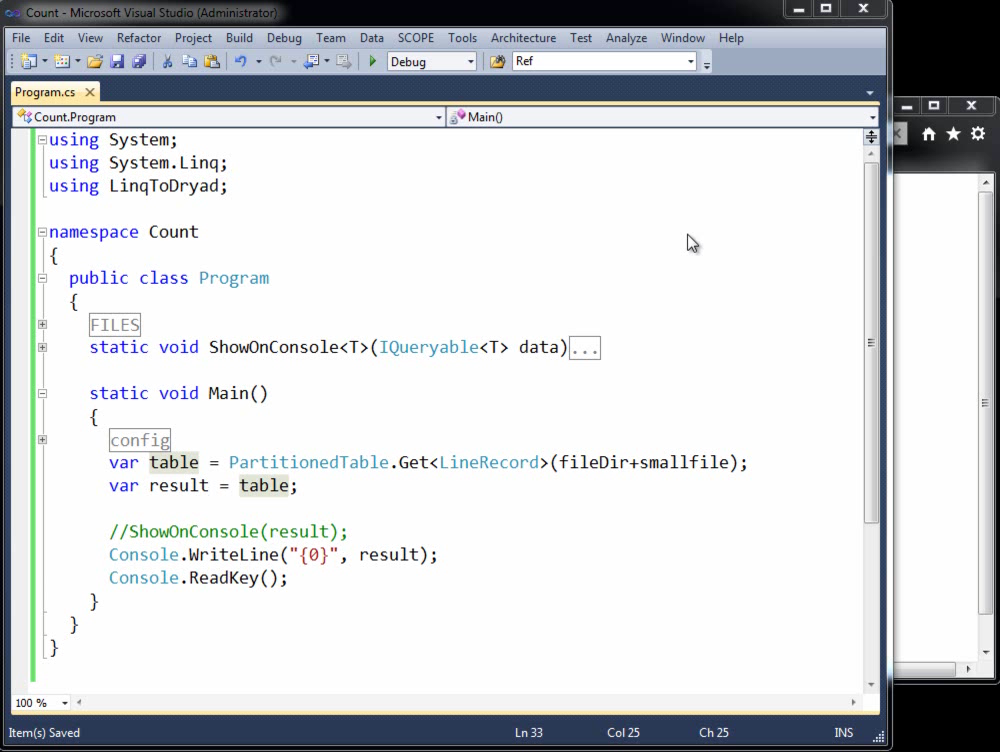 Count - Microsoft Visual Studio (Administrator)
File Edit View Refactor Project Build Debug Team Data SCOPE Tools Architecture Test Analyze Window Help
Debug Ref
Program.cs
Count.Program Main()
using System;
using System.Linq;
using LinqToDryad;
namespace Count
{
public class Program
{
FILES
static void ShowOnConsole<T>(IQueryable<T> data)...
static void Main()
{
config
var table = PartitionedTable.Get<LineRecord>(fileDir+smallfile);
var result = table;
//ShowOnConsole(result);
Console.WriteLine("{0}", result);
Console.ReadKey();
}
}
}
100 %
Item(s) Saved Ln 33 Col 25 Ch 25 INS